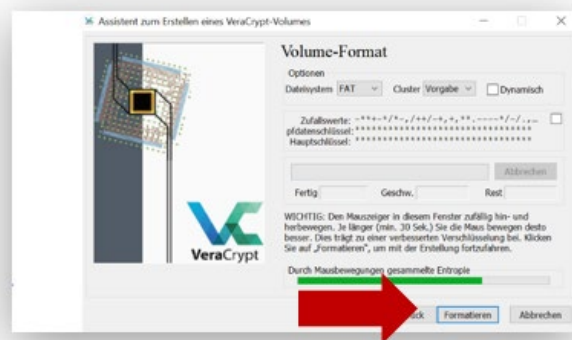 Assistent zum Erstellen eines VeraCrypt-Volumes
Volume-Format
Optionen
Dateisystem FAT Cluster Vorgabe Dynamisch
Zufallswerte: -**+-*/*-,/++/-+,+,**.----*/-/.,…
pfdatenschlüssel: ********************************
Hauptschlüssel: ********************************
Abbrechen
Fertig Geschw. Rest
WICHTIG: Den Mauszeiger in diesem Fenster zufällig hin- und
herbewegen. Je länger (min. 30 Sek.) Sie die Maus bewegen desto
besser. Dies trägt zu einer verbesserten Verschlüsselung bei. Klicken
Sie auf „Formatieren", um mit der Erstellung fortzufahren.
Durch Mausbewegungen gesammelte Entropie
Formatieren Abbrechen
VeraCrypt